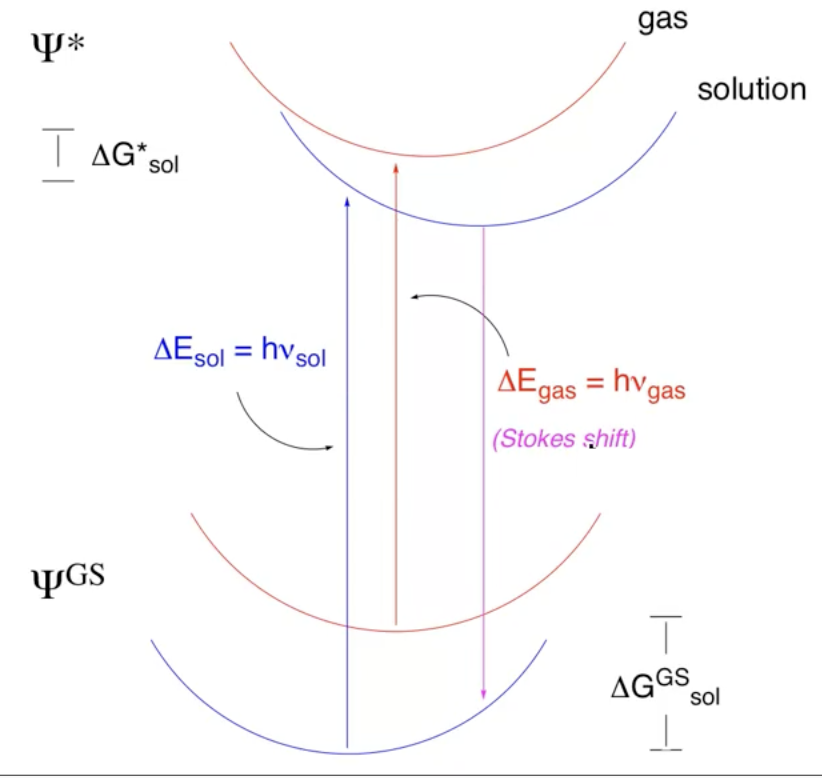 gas
Ψ*
solution
ΔG*sol
ΔEsol = hνsol
ΔEgas = hνgas
(Stokes shift)
ΨGS
ΔGGSsol